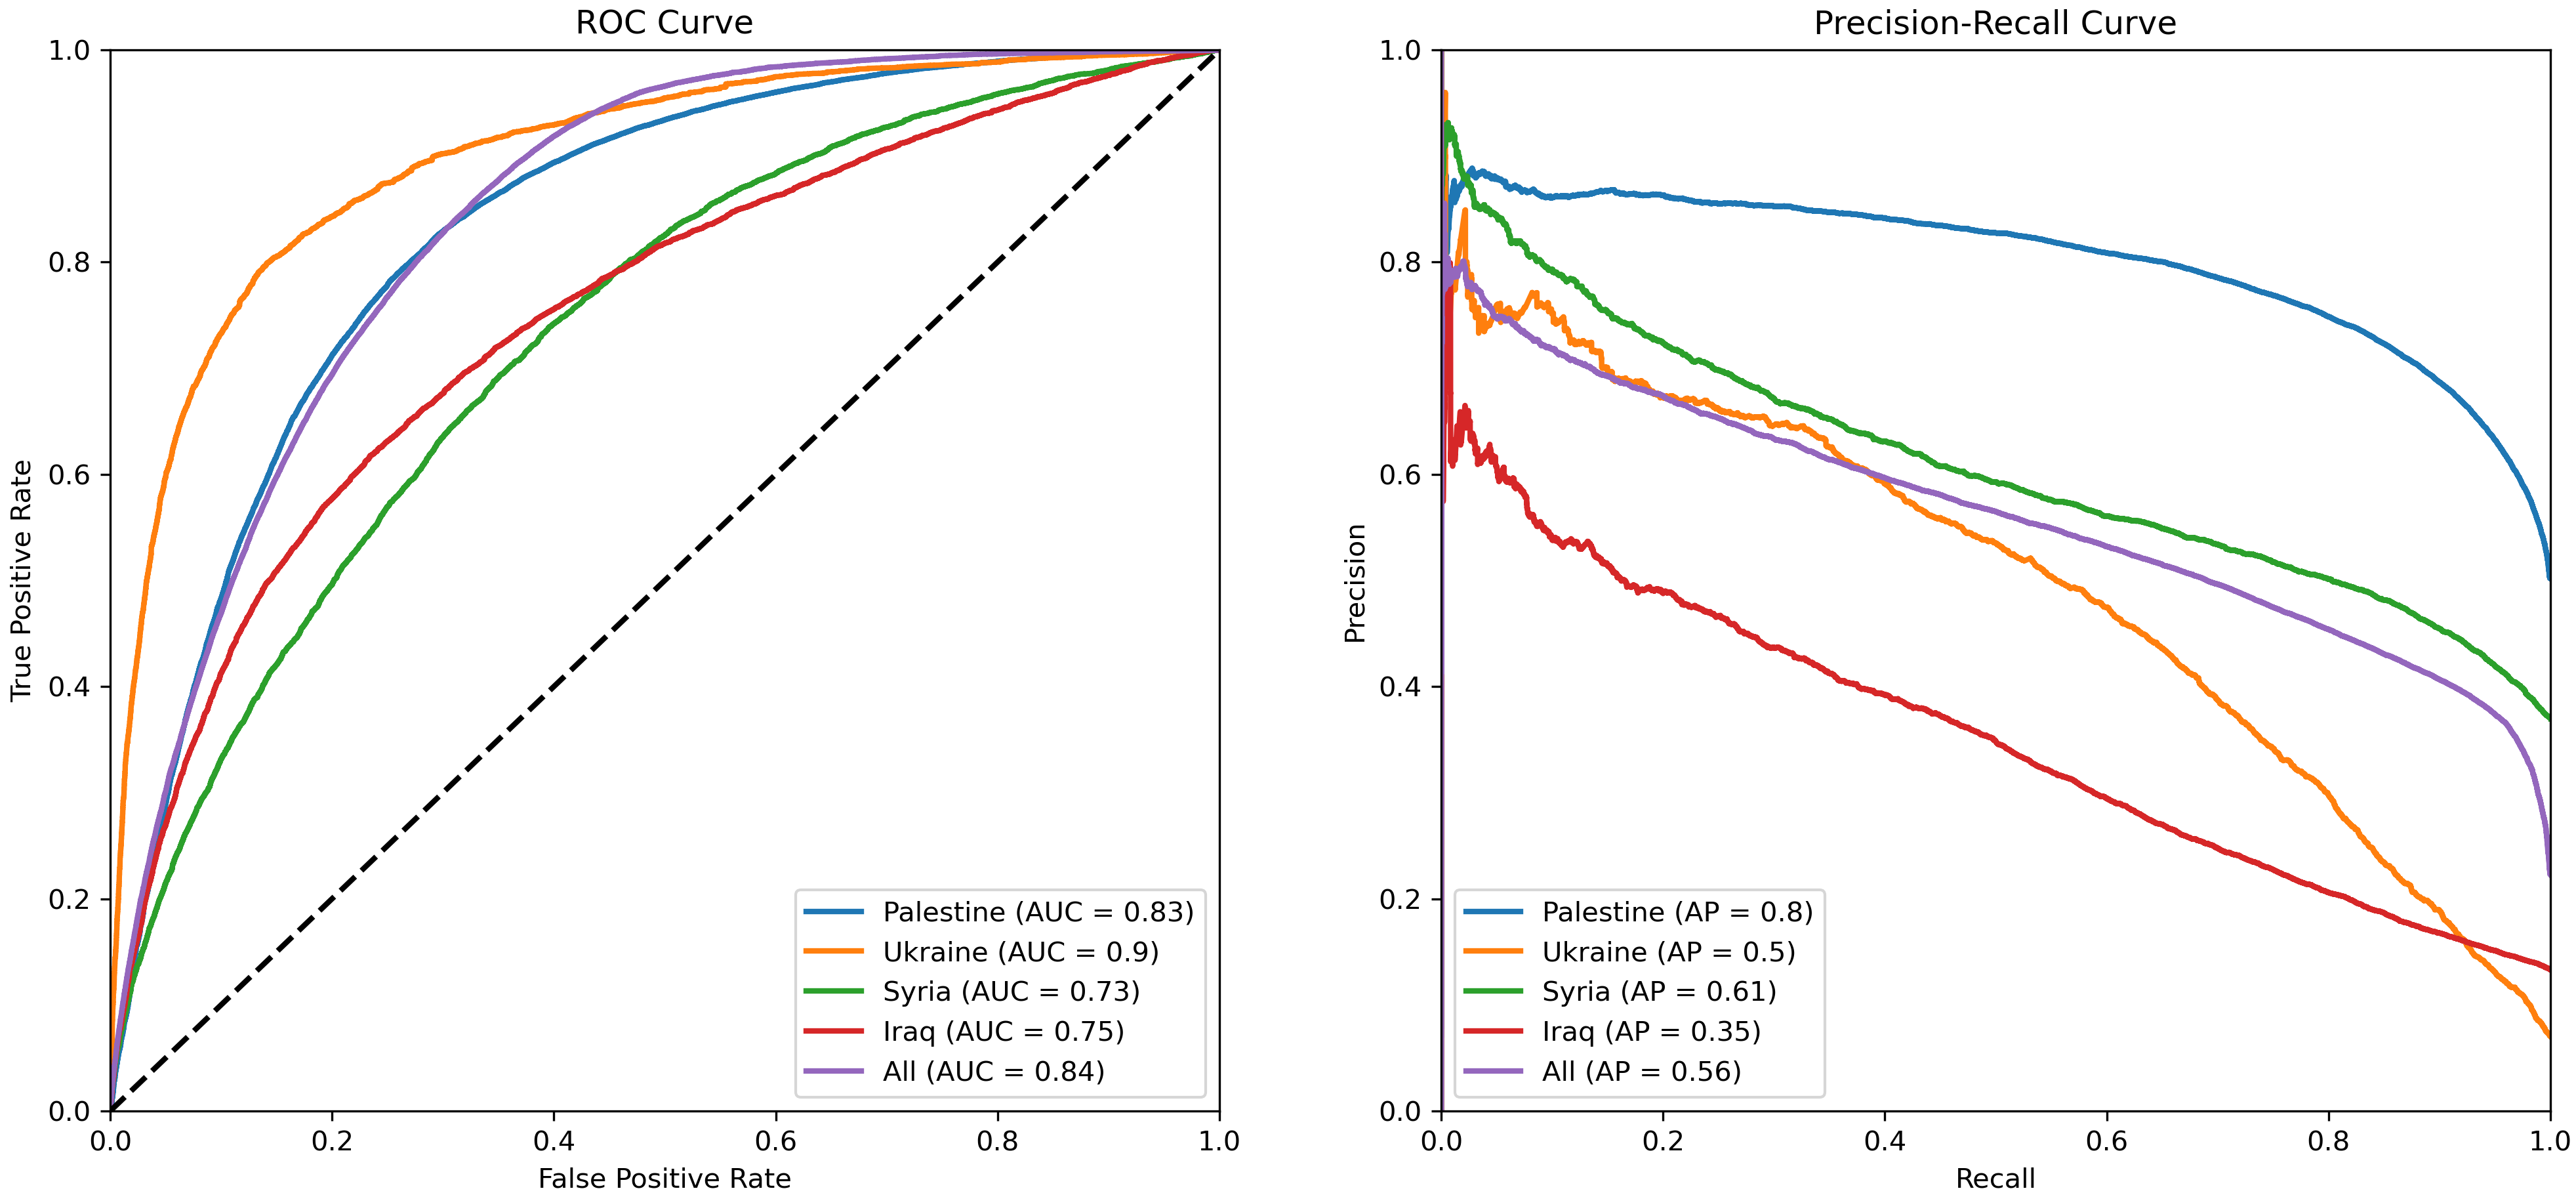 ROC Curve
1.0
0.8
0.6
0.4
0.2
0.0
True Positive Rate
0.0 0.2 0.4 0.6 0.8 1.0
False Positive Rate
Palestine (AUC = 0.83)
Ukraine (AUC = 0.9)
Syria (AUC = 0.73)
Iraq (AUC = 0.75)
All (AUC = 0.84)
Precision-Recall Curve
1.0
0.8
0.6
0.4
0.2
0.0
Precision
0.0 0.2 0.4 0.6 0.8 1.0
Recall
Palestine (AP = 0.8)
Ukraine (AP = 0.5)
Syria (AP = 0.61)
Iraq (AP = 0.35)
All (AP = 0.56)